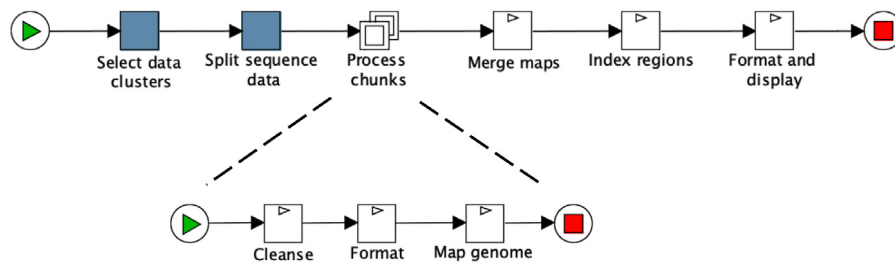 Select data
clusters
Split sequence
data
Process
chunks
Merge maps
Index regions
Format and
display
Cleanse
Format
Map genome